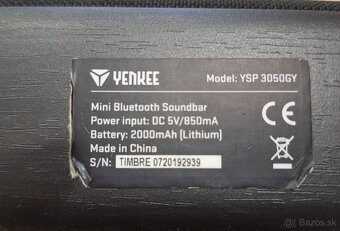 YENKEE
Model: YSP 3050GY
Mini Bluetooth Soundbar
Power input: DC 5V/850mA
Battery: 2000mAh (Lithium)
Made in China
S/N: TIMBRE 0720192939
CE
Bazos.sk